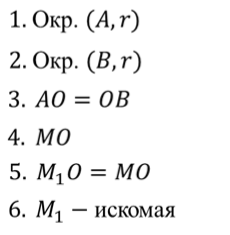 1. Окр. (A, r)
2. Окр. (B, r)
3. AO = OB
4. MO
5. M₁O = MO
6. M₁ – искомая